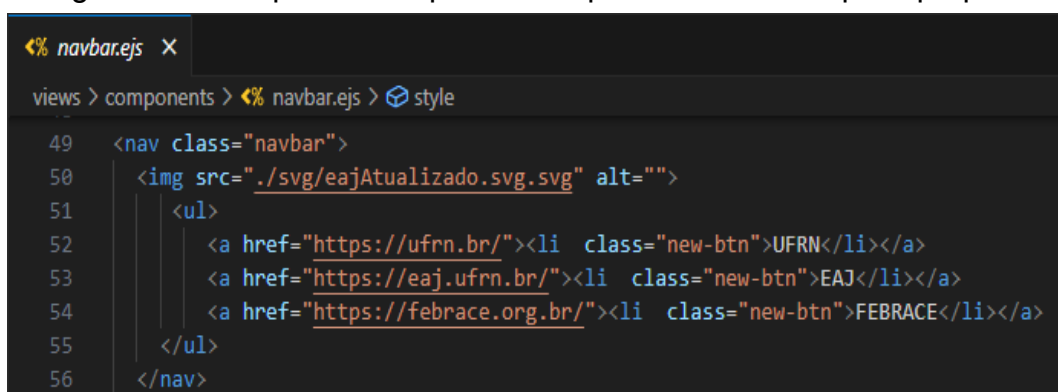 navbar.ejs
views > components > navbar.ejs > style
49 <nav class="navbar">
50 <img src="./svg/eajAtualizado.svg.svg" alt="">
51 <ul>
52 <a href="https://ufrn.br/"><li  class="new-btn">UFRN</li></a>
53 <a href="https://eaj.ufrn.br/"><li  class="new-btn">EAJ</li></a>
54 <a href="https://febrace.org.br/"><li  class="new-btn">FEBRACE</li></a>
55 </ul>
56 </nav>